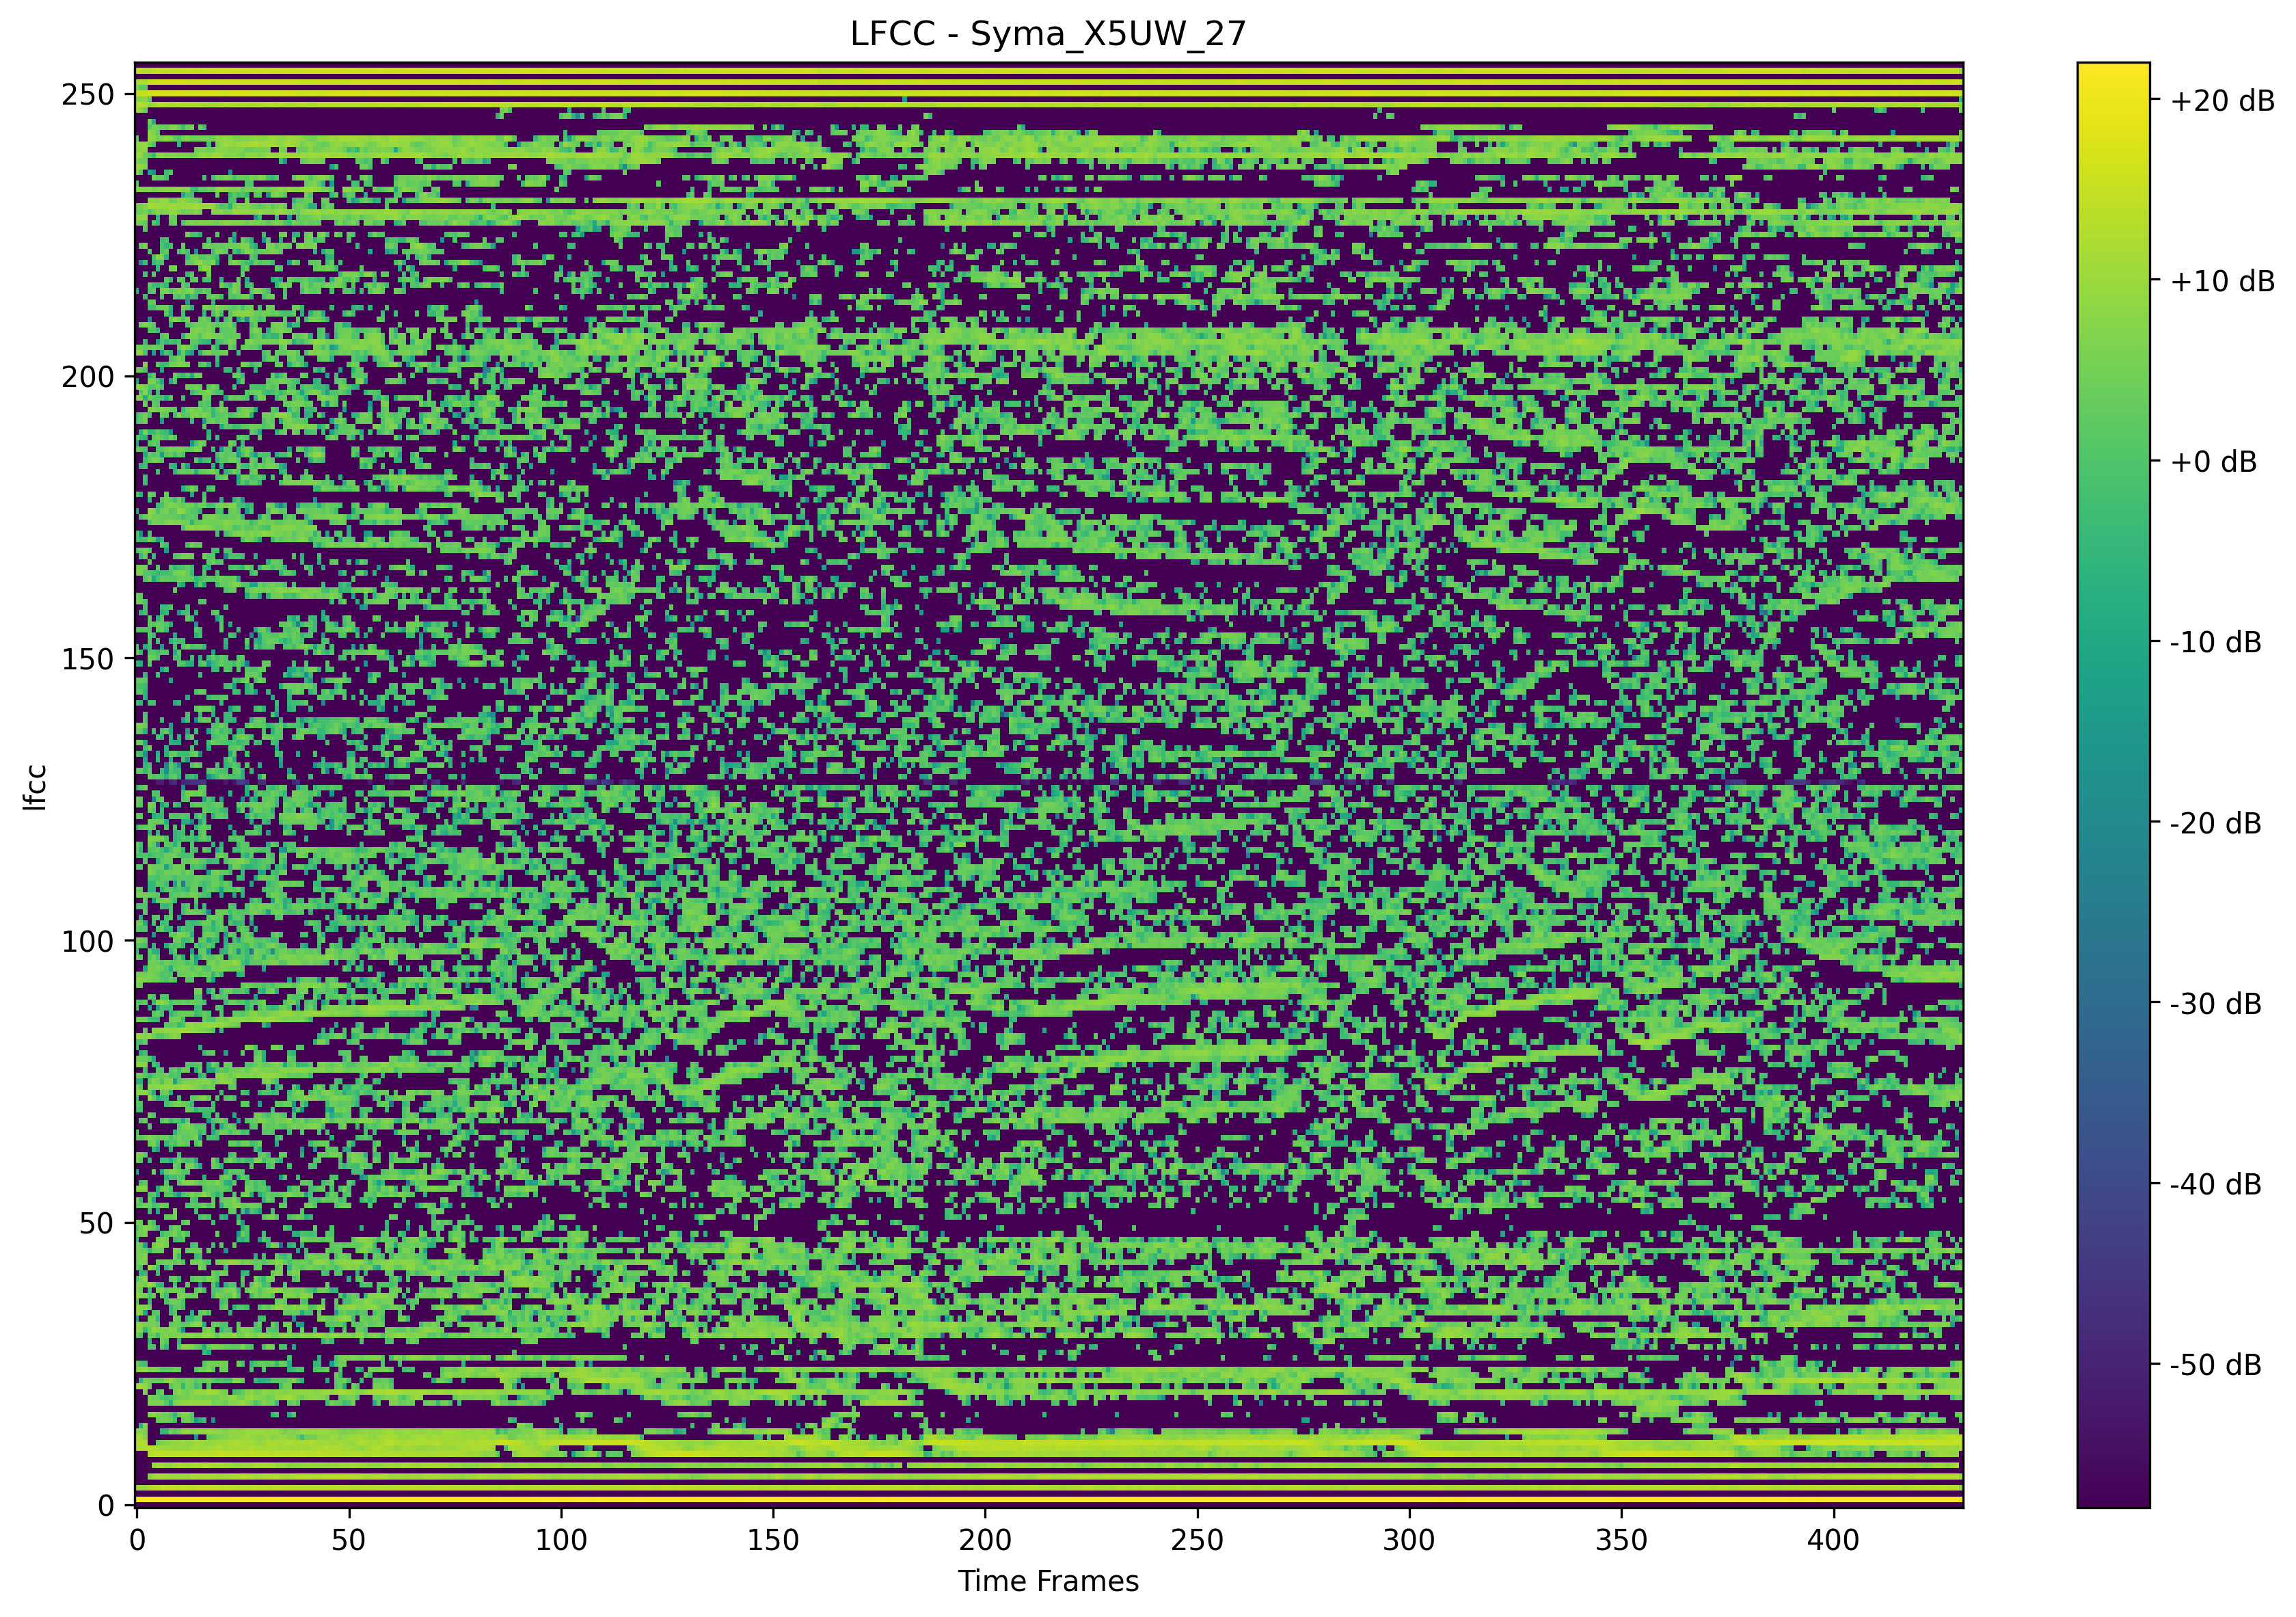 LFCC - Syma_X5UW_27
250
200
150
100
50
0
lfcc
0 50 100 150 200 250 300 350 400
Time Frames
+20 dB
+10 dB
+0 dB
-10 dB
-20 dB
-30 dB
-40 dB
-50 dB